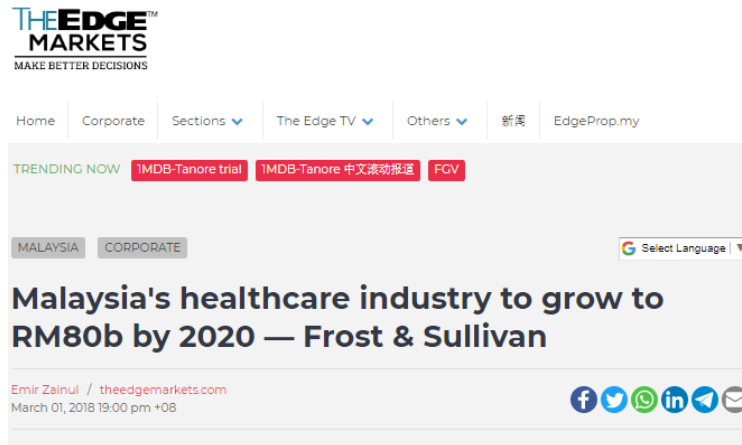 THEEDGE™
MARKETS
MAKE BETTER DECISIONS
Home Corporate Sections The Edge TV Others 新闻 EdgeProp.my
TRENDING NOW 1MDB-Tanore trial 1MDB-Tanore 中文滚动报道 FGV
MALAYSIA CORPORATE
G Select Language
Malaysia's healthcare industry to grow to
RM80b by 2020 — Frost & Sullivan
Emir Zainul / theedgemarkets.com
March 01, 2018 19:00 pm +08